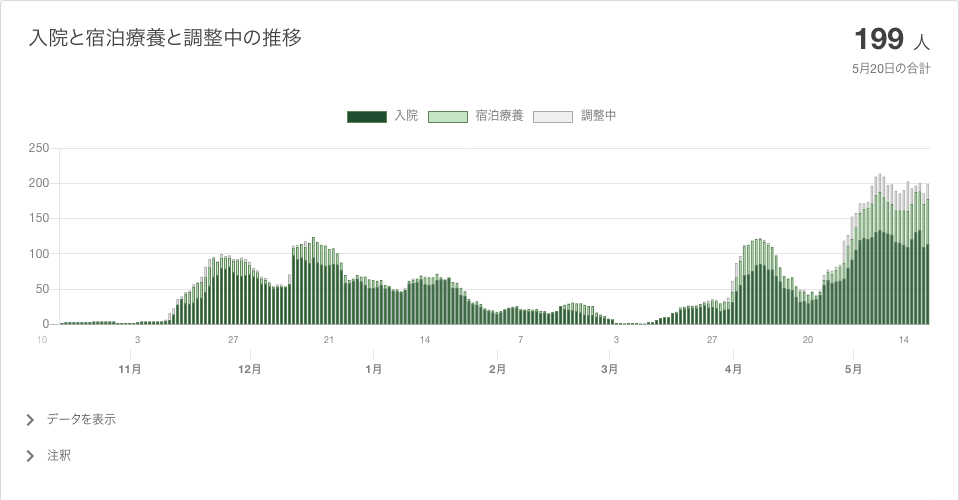 入院と宿泊療養と調整中の推移
199 人
5月20日の合計
入院 宿泊療養 調整中
250
200
150
100
50
0
10 3 27 21 14 7 3 27 20 14
11月 12月 1月 2月 3月 4月 5月
データを表示
注釈